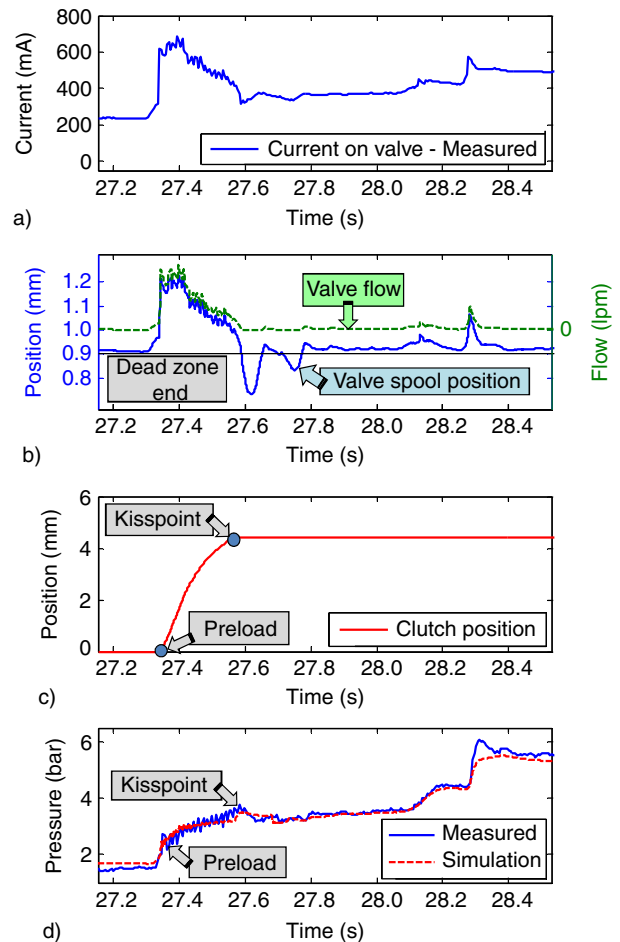 800
600
400
200
0
Current (mA)
Current on valve - Measured
27.2 27.4 27.6 27.8 28.0 28.2 28.4
Time (s)
a)
1.2
1.1
1.0
0.9
0.8
Position (mm)
Valve flow
0
Flow (lpm)
Dead zone
end
Valve spool position
27.2 27.4 27.6 27.8 28.0 28.2 28.4
Time (s)
b)
6
4
2
0
Position (mm)
Kisspoint
Preload
Clutch position
27.2 27.4 27.6 27.8 28.0 28.2 28.4
Time (s)
c)
6
4
2
Pressure (bar)
Kisspoint
Preload
Measured
Simulation
27.2 27.4 27.6 27.8 28.0 28.2 28.4
Time (s)
d)